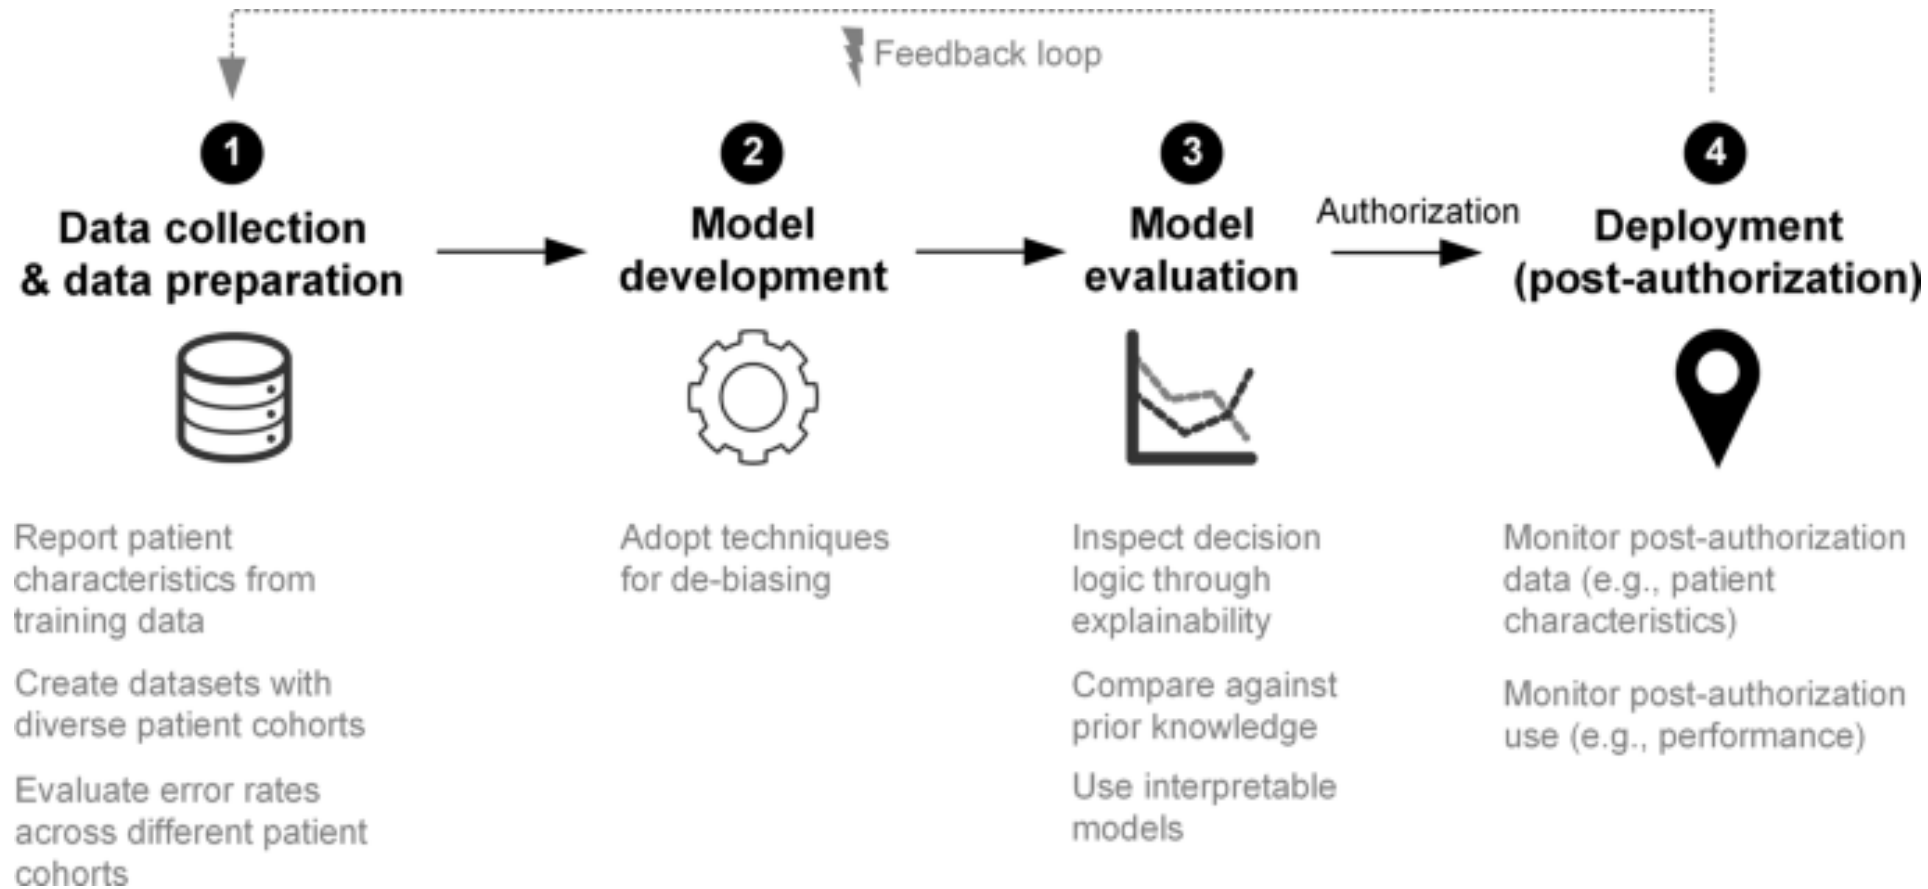 Feedback loop
1
Data collection
& data preparation
Report patient
characteristics from
training data
Create datasets with
diverse patient cohorts
Evaluate error rates
across different patient
cohorts
2
Model
development
Adopt techniques
for de-biasing
3
Model
evaluation
Inspect decision
logic through
explainability
Compare against
prior knowledge
Use interpretable
models
Authorization
4
Deployment
(post-authorization)
Monitor post-authorization
data (e.g., patient
characteristics)
Monitor post-authorization
use (e.g., performance)